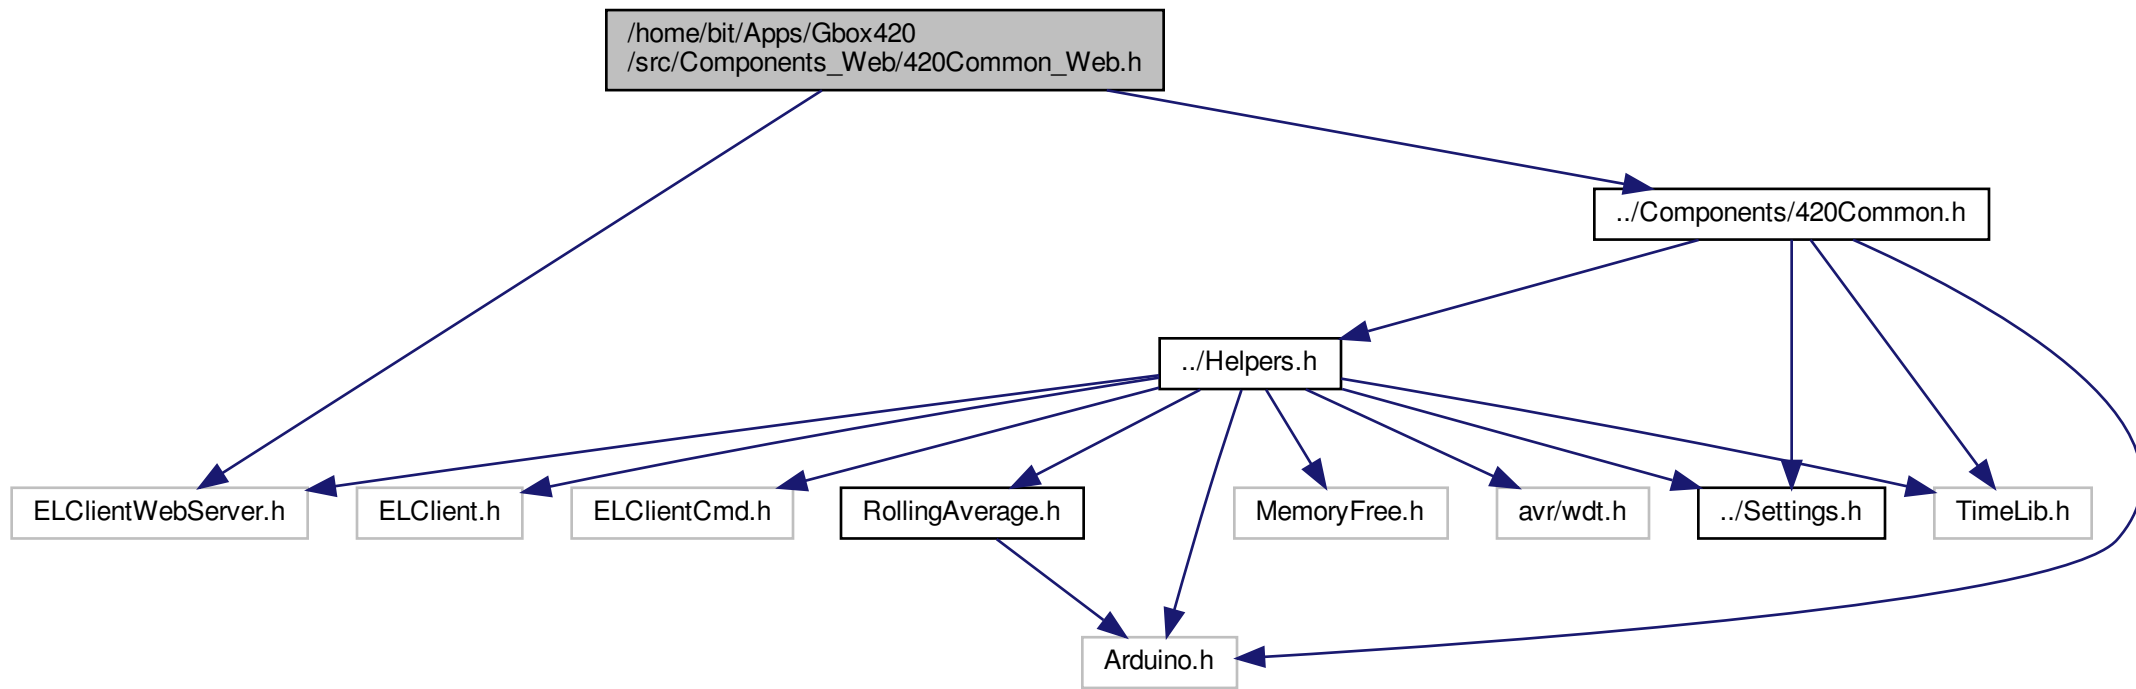 /home/bit/Apps/Gbox420
/src/Components_Web/420Common_Web.h
../Components/420Common.h
../Helpers.h
ELClientWebServer.h
ELClient.h
ELClientCmd.h
RollingAverage.h
MemoryFree.h
avr/wdt.h
../Settings.h
TimeLib.h
Arduino.h